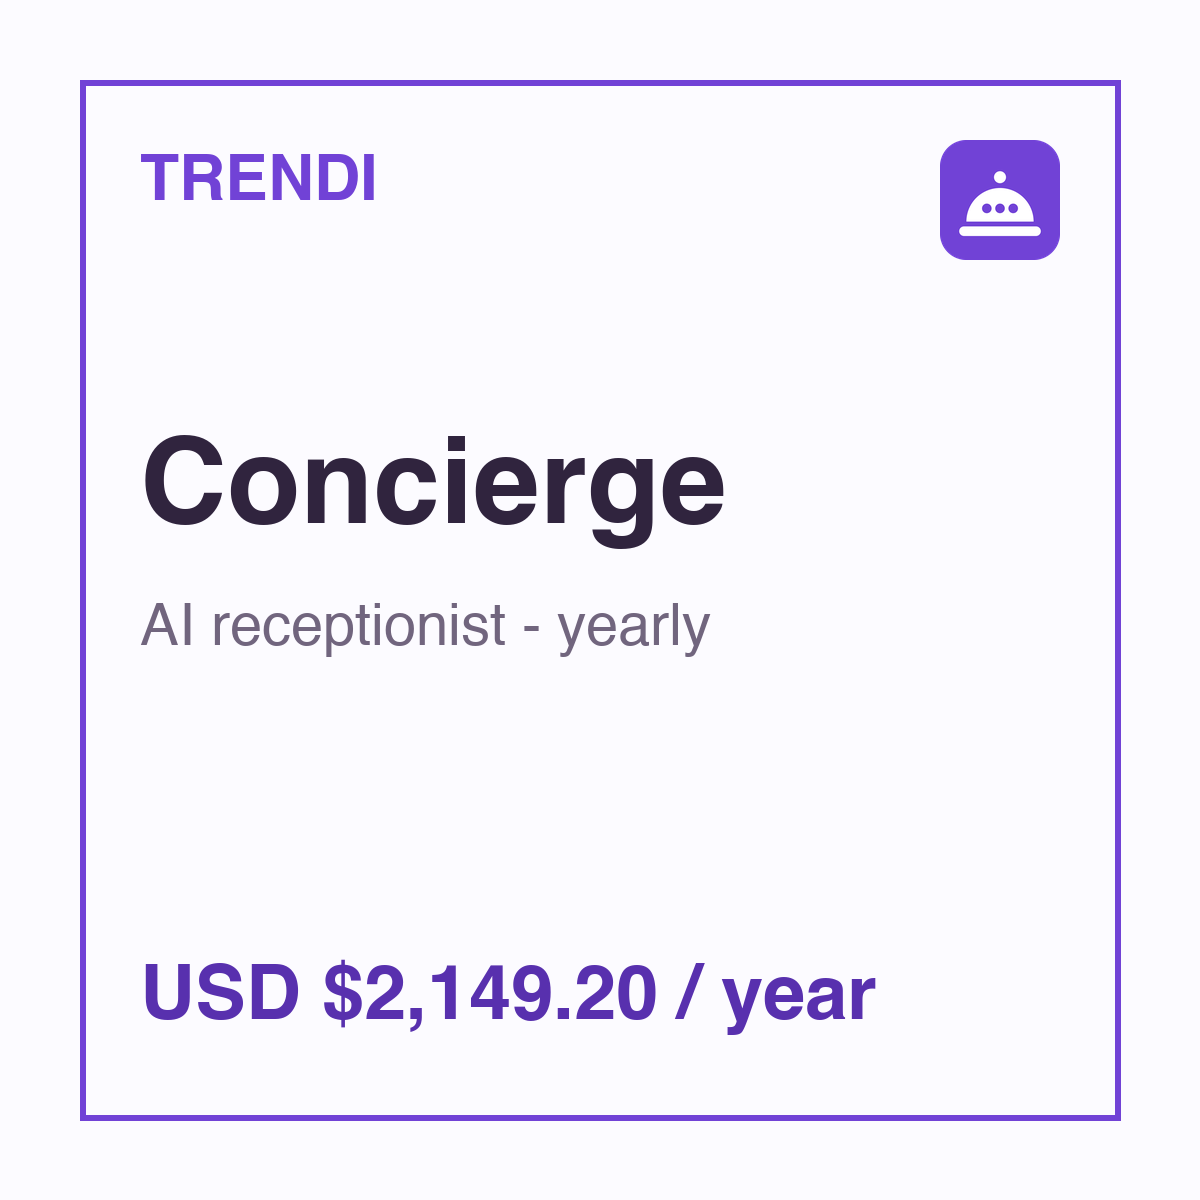 TRENDI
Concierge
AI receptionist - yearly
USD $2,149.20 / year